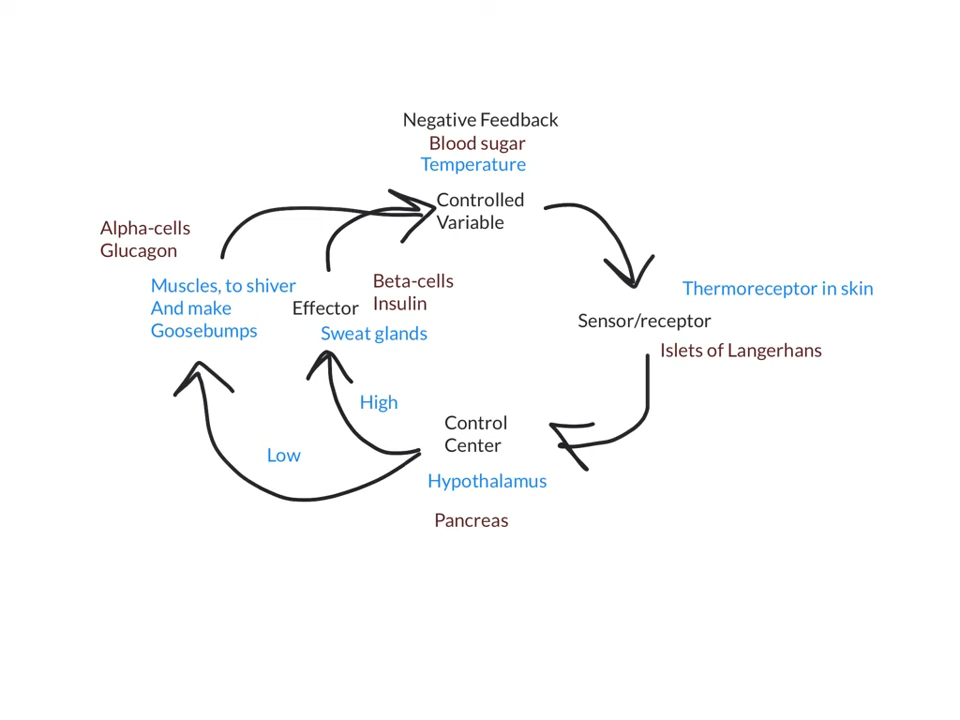 Negative Feedback
Blood sugar
Temperature
Controlled
Variable
Alpha-cells
Glucagon
Muscles, to shiver
And make
Goosebumps
Effector
Beta-cells
Insulin
Sweat glands
Thermoreceptor in skin
Sensor/receptor
Islets of Langerhans
High
Low
Control
Center
Hypothalamus
Pancreas